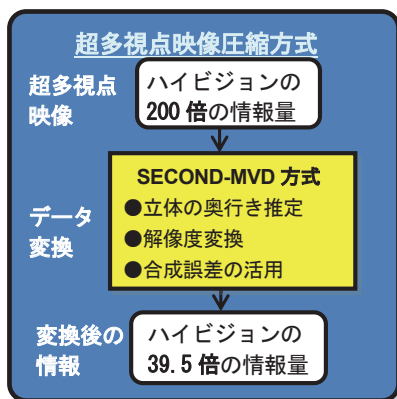 超多視点映像圧縮方式
超多視点
映像
ハイビジョンの
200 倍の情報量
データ
変換
SECOND-MVD 方式
●立体の奥行き推定
●解像度変換
●合成誤差の活用
変換後の
情報
ハイビジョンの
39.5 倍の情報量